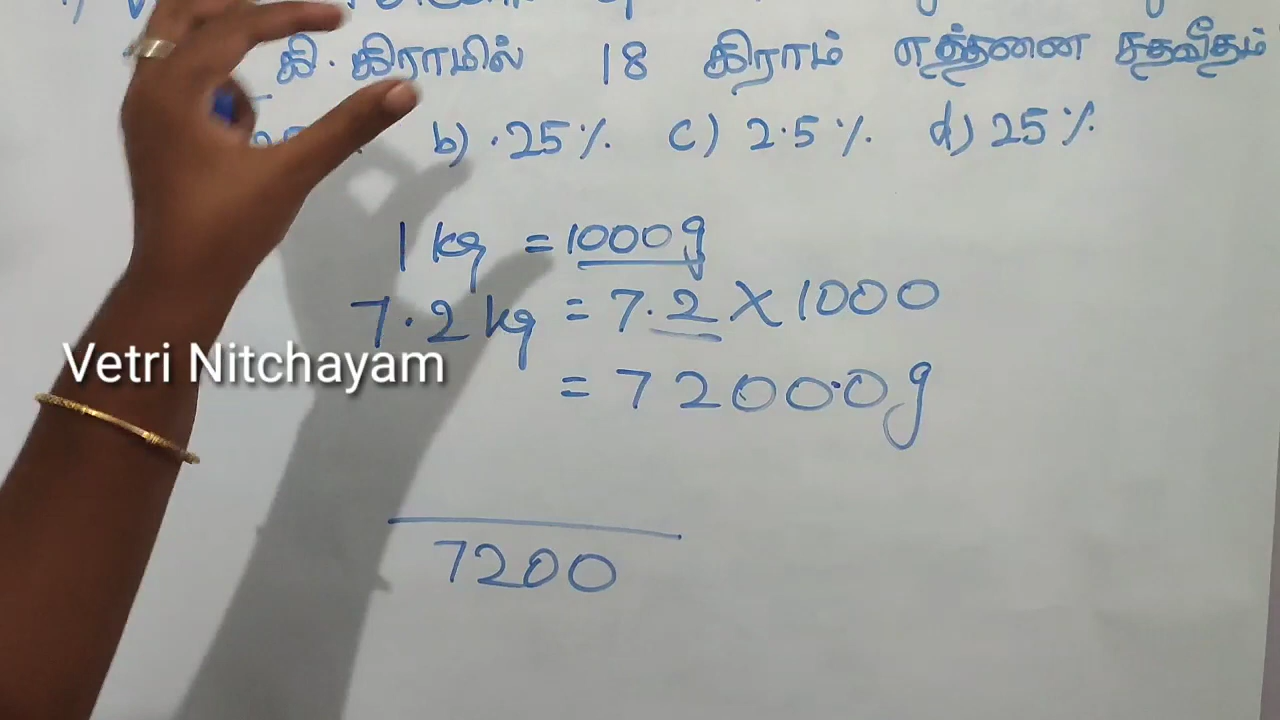 கி. கிராமில் 18 கிராம் எத்தனை சதவீதம்
b) .25% c) 2.5% d) 25%
1 kg = 1000g
7.2 kg = 7.2 X 1000
Vetri Nitchayam
= 7200.0g
7200